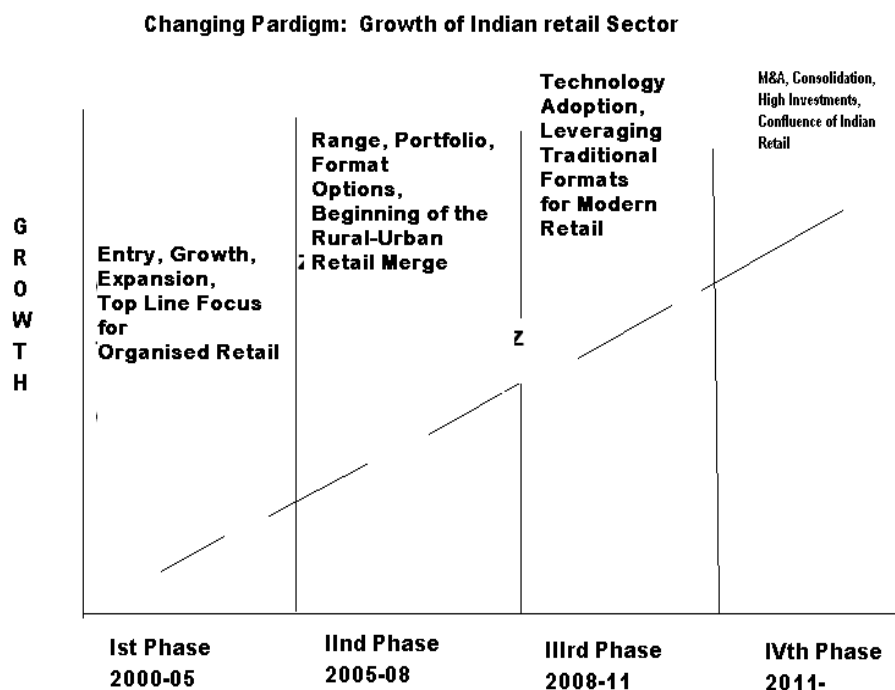 Changing Pardigm: Growth of Indian retail Sector
G
R
O
W
T
H
Entry, Growth,
Expansion,
Top Line Focus
for
Organised Retail
Z
Range, Portfolio,
Format
Options,
Beginning of the
Rural-Urban
Retail Merge
Z
Technology
Adoption,
Leveraging
Traditional
Formats
for Modern
Retail
M&A, Consolidation,
High Investments,
Confluence of Indian
Retail
Ist Phase
2000-05
IInd Phase
2005-08
IIIrd Phase
2008-11
IVth Phase
2011-